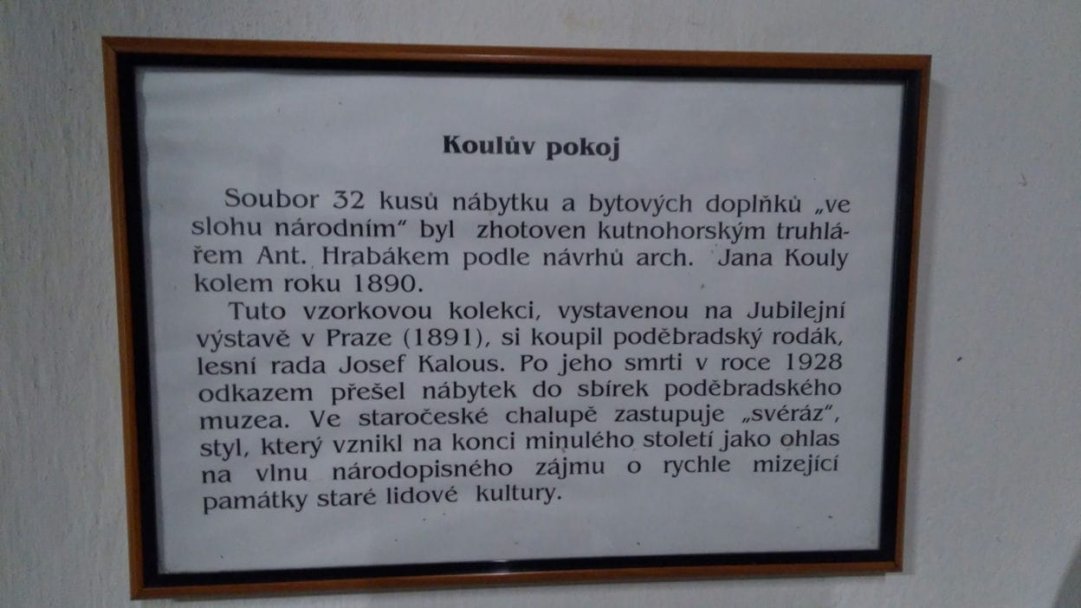 Koulův pokoj
Soubor 32 kusů nábytku a bytových doplňků „ve
slohu národním“ byl zhotoven kutnohorským truhlá-
řem Ant. Hrabákem podle návrhů arch. Jana Kouly
kolem roku 1890.
Tuto vzorkovou kolekci, vystavenou na Jubilejní
výstavě v Praze (1891), si koupil poděbradský rodák,
lesní rada Josef Kalous. Po jeho smrti v roce 1928
odkazem přešel nábytek do sbírek poděbradského
muzea. Ve staročeské chalupě zastupuje „svéráz“,
styl, který vznikl na konci minulého století jako ohlas
na vlnu národopisného zájmu o rychle mizející
památky staré lidové kultury.